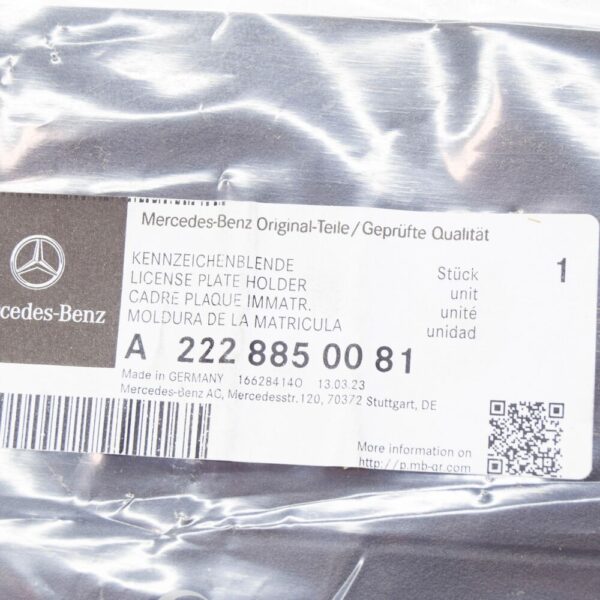 Mercedes-Benz Original-Teile/Geprüfte Qualität
cedes-Benz
KENNZEICHENBLENDE
LICENSE PLATE HOLDER
CADRE PLAQUE IMMATR.
MOLDURA DE LA MATRICULA
Stück 1
unit
unité
unidad
A 222 885 00 81
Made in GERMANY 166284140 13.03.23
Mercedes-Benz AG, Mercedesstr.120, 70372 Stuttgart, DE
More information on
http://p.mb-qr.com